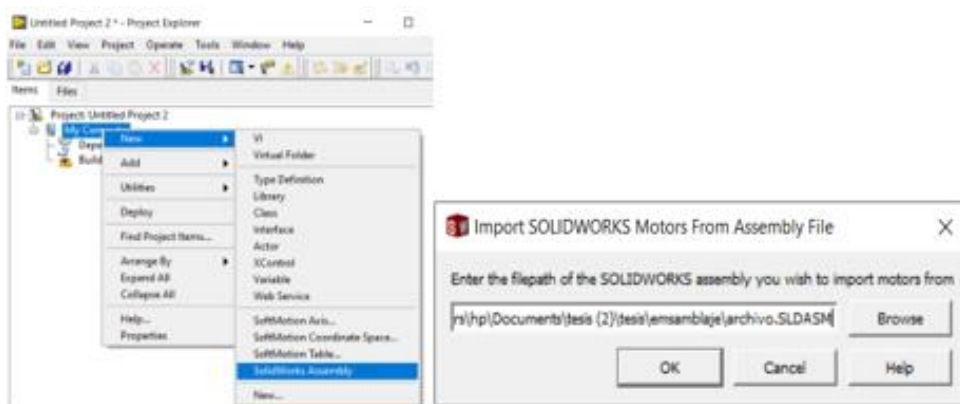 Untitled Project 2 * - Project Explorer
File Edit View Project Operate Tools Window Help
Items Files
Project: Untitled Project 2
My Computer
New
Add
Utilities
Deploy
Find Project Items...
Arrange By
Expand All
Collapse All
Help...
Properties
VI
Virtual Folder
Type Definition
Library
Class
Interface
Actor
XControl
Variable
Web Service
SoftMotion Axis...
SoftMotion Coordinate Space...
SoftMotion Table...
SolidWorks Assembly
New...
Import SOLIDWORKS Motors From Assembly File
Enter the filepath of the SOLIDWORKS assembly you wish to import motors from
rs\hp\Documents\tesis (2)\tesis\emsamblaje\archivo.SLDASM
Browse
OK Cancel Help